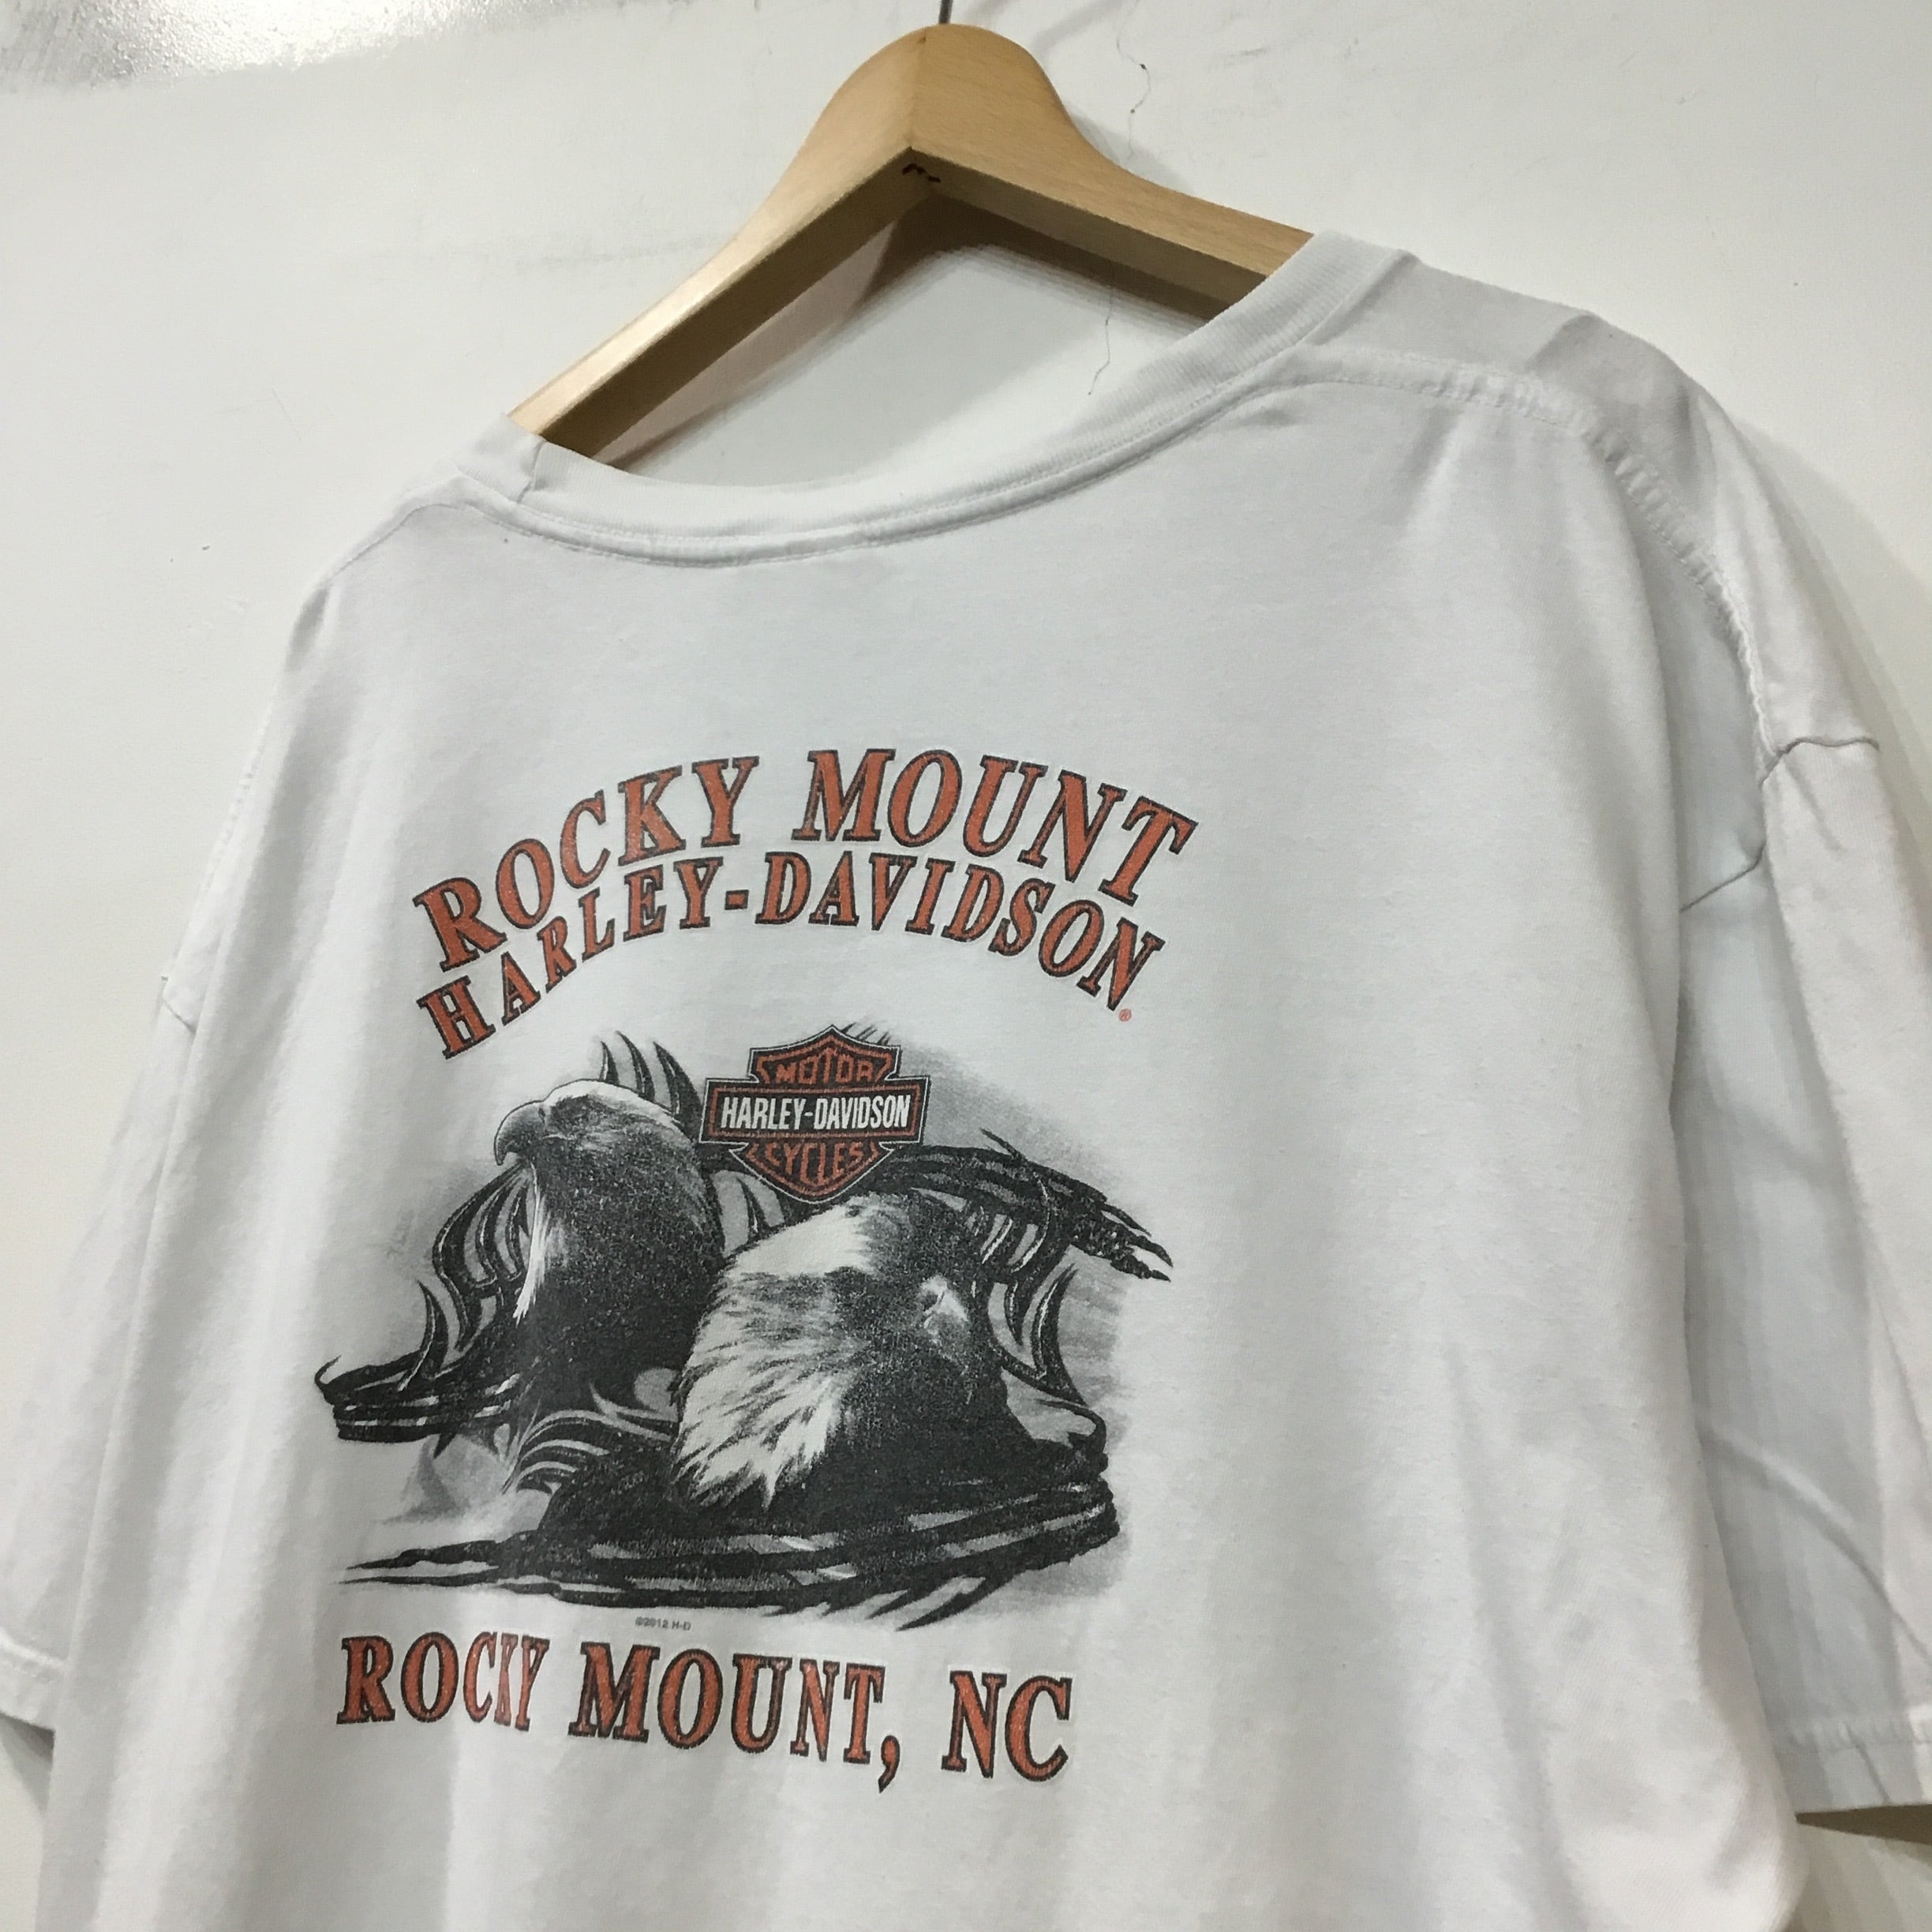 ROCKY MOUNT
HARLEY-DAVIDSON®
MOTOR
HARLEY-DAVIDSON
CYCLES
©2012 H-D
ROCKY MOUNT, NC